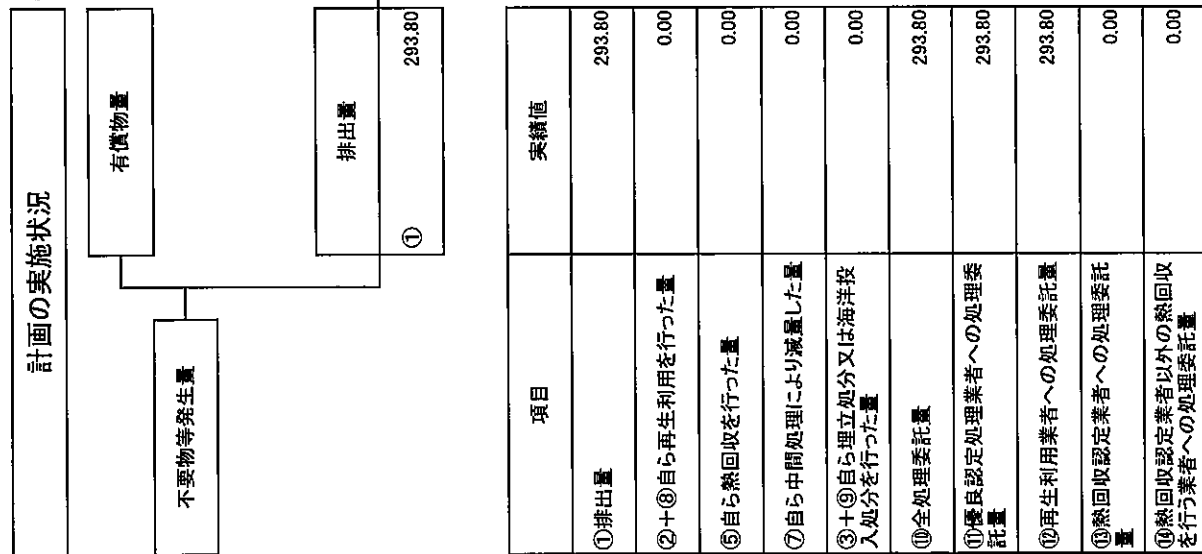 計画の実施状況
不要物等発生量
有償物量
排出量
① 293.80
項目 実績値
①排出量 293.80
②+⑧自ら再生利用を行った量 0.00
⑤自ら熱回収を行った量 0.00
⑦自ら中間処理により減量した量 0.00
③+⑨自ら埋立処分又は海洋投
入処分を行った量 0.00
⑩全処理委託量 293.80
⑪優良認定処理業者への処理委
託量 293.80
⑫再生利用業者への処理委託量 293.80
⑬熱回収認定業者への処理委託
量 0.00
⑭熱回収認定業者以外の熱回収
を行う業者への処理委託量 0.00